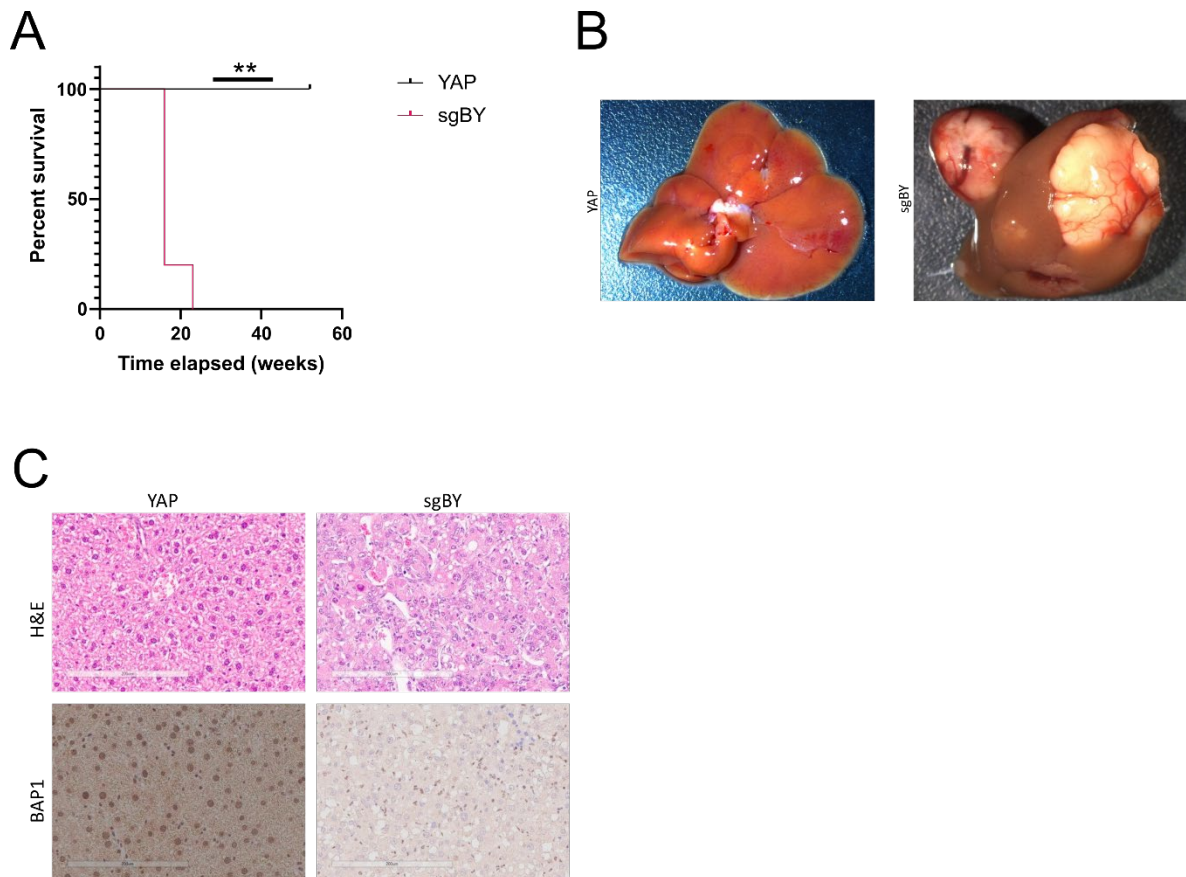 A
**
YAP
sgBY
100
50
0
Percent survival
0
20
40
60
Time elapsed (weeks)
B
YAP
sgBY
C
YAP
sgBY
H&E
BAP1